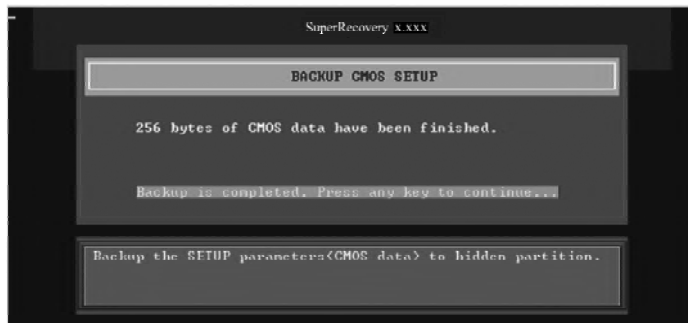 SuperRecovery x.xxx
BACKUP CMOS SETUP
256 bytes of CMOS data have been finished.
Backup is completed. Press any key to continue...
Backup the SETUP parameters<CMOS data> to hidden partition.